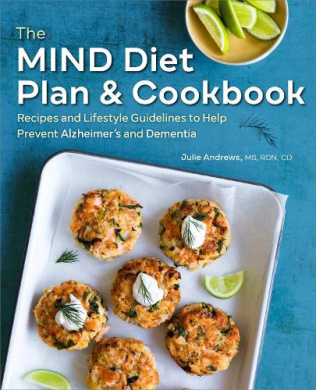 The
MIND Diet
Plan & Cookbook
Recipes and Lifestyle Guidelines to Help
Prevent Alzheimer's and Dementia
Julie Andrews, MS, RDN, CD